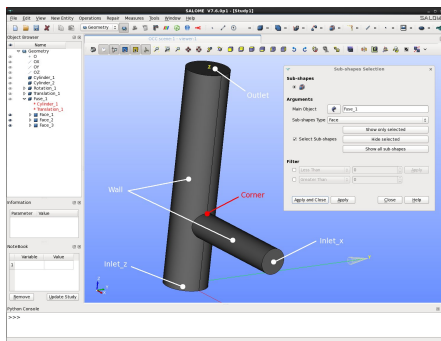 SALOME V7.6.0p1 - [Study1]
File Edit View New Entity Operations Repair Measures Tools Window Help
SALOM
Geometry
Object Browser
Name
Geometry
O
OX
OY
OZ
Cylinder_1
Cylinder_2
Rotation_1
Translation_1
Fuse_1
* Cylinder_1
* Translation_1
Face_1
Face_2
Face_3
Information
Parameter Value
NoteBook
Variable Value
1
Remove Update Study
Python Console
>>>
Outlet
Wall
Corner
Inlet_x
Inlet_z
Sub-shapes Selection
Sub-shapes
Arguments
Main Object Fuse_1
Sub-shapes Type Face
Show only selected
Select Sub-shapes Hide selected
Show all sub-shapes
Filter
Less Than 0 Apply
Greater Than 0
Apply and Close Apply Close Help